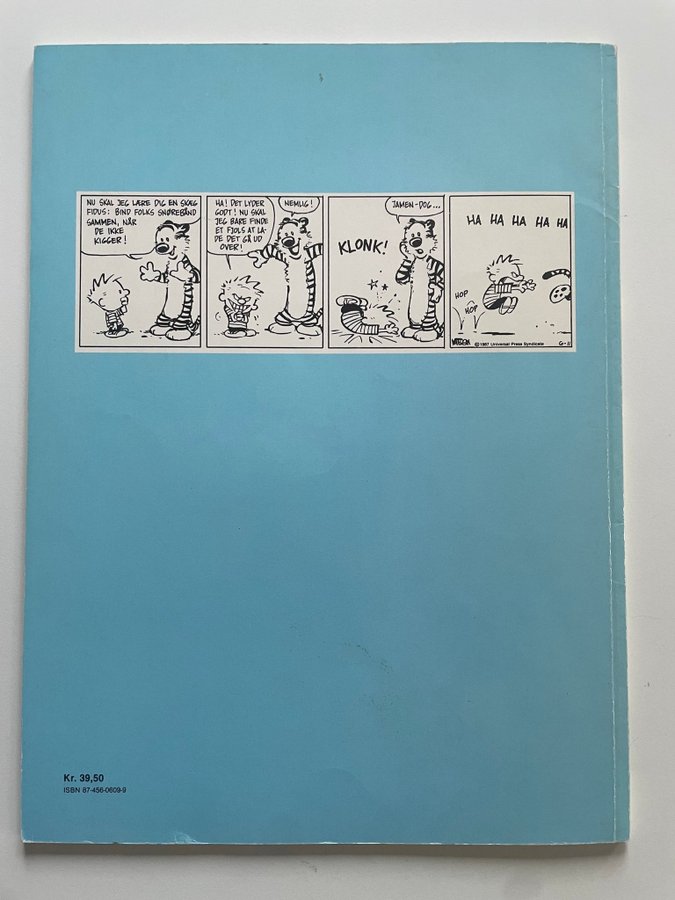 NU SKAL JEG LÆRE DIG EN SKÆG
FIDUS: BIND FOLKS SNØREBÅND
SAMMEN, NÅR
DE IKKE
KIGGER!
HA! DET LYDER
GODT! NU SKAL
JEG BARE FINDE
ET FJOLS AT LA-
DE DET GÅ UD
OVER!
NEMLIG!
KLONK!
JAMEN-DOG...
HA HA HA HA HA
HOP
HOP
WATTERSON
©1987 Universal Press Syndicate
6-11
Kr. 39,50
ISBN 87-456-0609-9